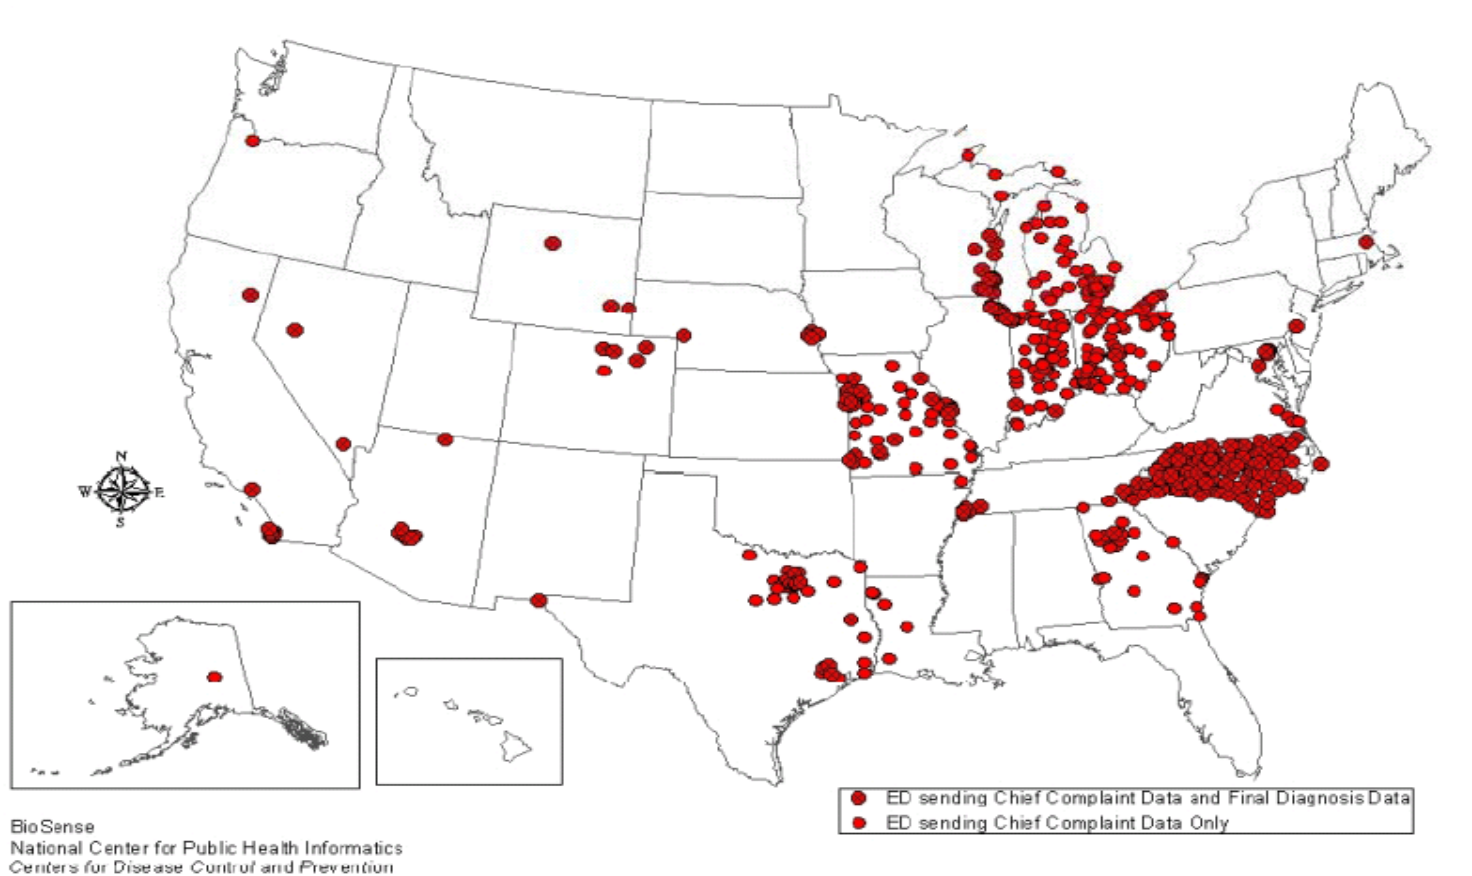 N
W E
S
ED sending Chief Complaint Data and Final Diagnosis Data
ED sending Chief Complaint Data Only
BioSense
National Center for Public Health Informatics
Centers for Disease Control and Prevention